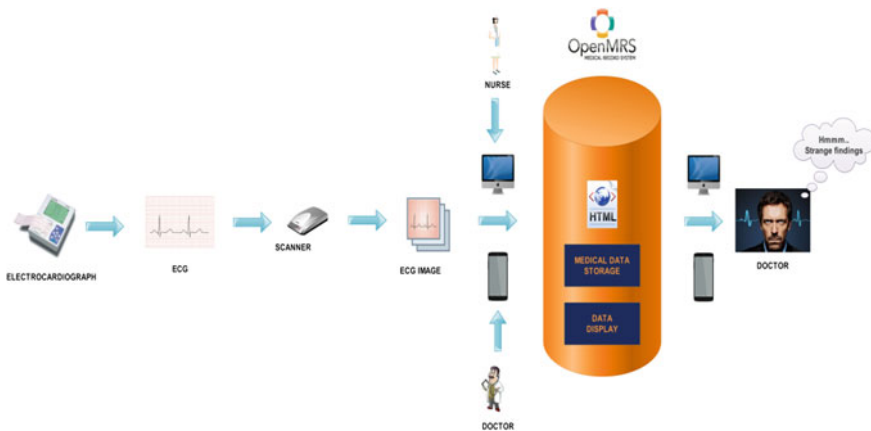 OpenMRS
MEDICAL RECORD SYSTEM
NURSE
Hmmm..
Strange findings
HTML
ELECTROCARDIOGRAPH
ECG
SCANNER
ECG IMAGE
MEDICAL DATA
STORAGE
DATA
DISPLAY
DOCTOR
DOCTOR